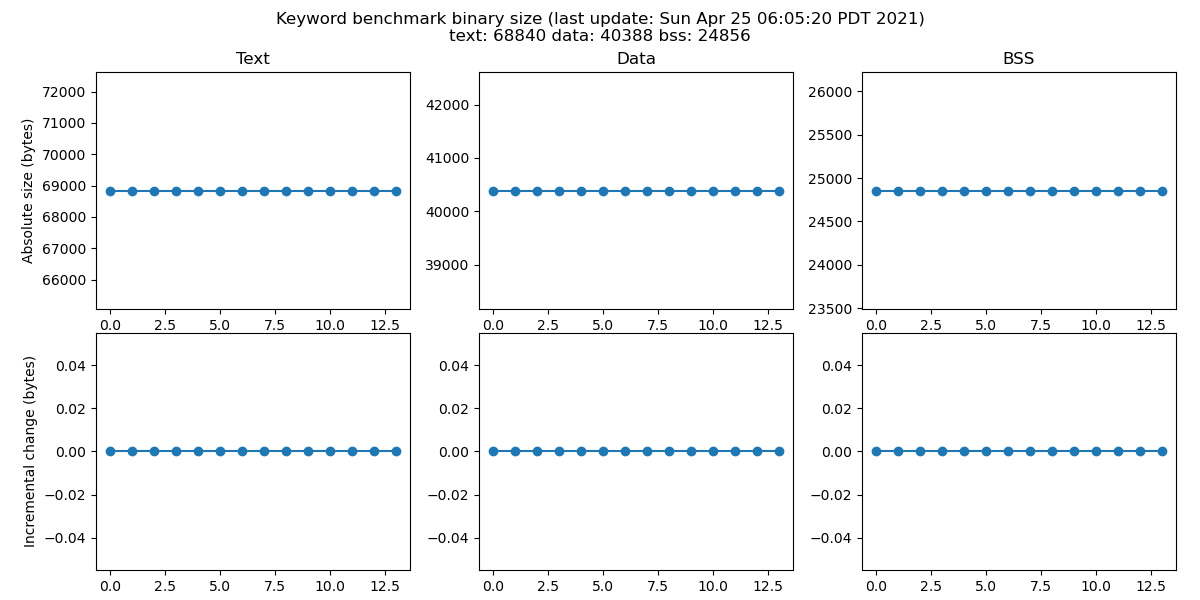 Keyword benchmark binary size (last update: Sun Apr 25 06:05:20 PDT 2021)
text: 68840 data: 40388 bss: 24856
Text
Data
BSS
Absolute size (bytes)
72000
71000
70000
69000
68000
67000
66000
0.0 2.5 5.0 7.5 10.0 12.5
42000
41000
40000
39000
0.0 2.5 5.0 7.5 10.0 12.5
26000
25500
25000
24500
24000
23500
0.0 2.5 5.0 7.5 10.0 12.5
Incremental change (bytes)
0.04
0.02
0.00
−0.02
−0.04
0.0 2.5 5.0 7.5 10.0 12.5
0.04
0.02
0.00
−0.02
−0.04
0.0 2.5 5.0 7.5 10.0 12.5
0.04
0.02
0.00
−0.02
−0.04
0.0 2.5 5.0 7.5 10.0 12.5